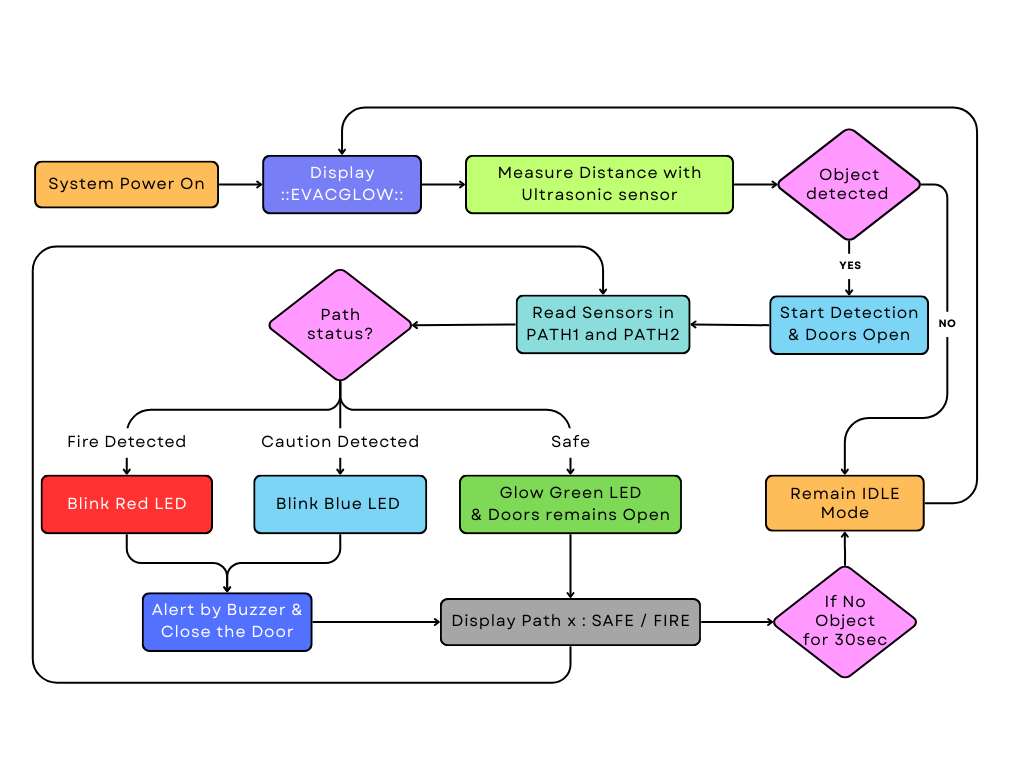 System Power On
Display
::EVACGLOW::
Measure Distance with
Ultrasonic sensor
Object
detected
YES
NO
Start Detection
& Doors Open
Read Sensors in
PATH1 and PATH2
Path
status?
Fire Detected
Caution Detected
Safe
Blink Red LED
Blink Blue LED
Glow Green LED
& Doors remains Open
Remain IDLE
Mode
Alert by Buzzer &
Close the Door
Display Path x : SAFE / FIRE
If No
Object
for 30sec